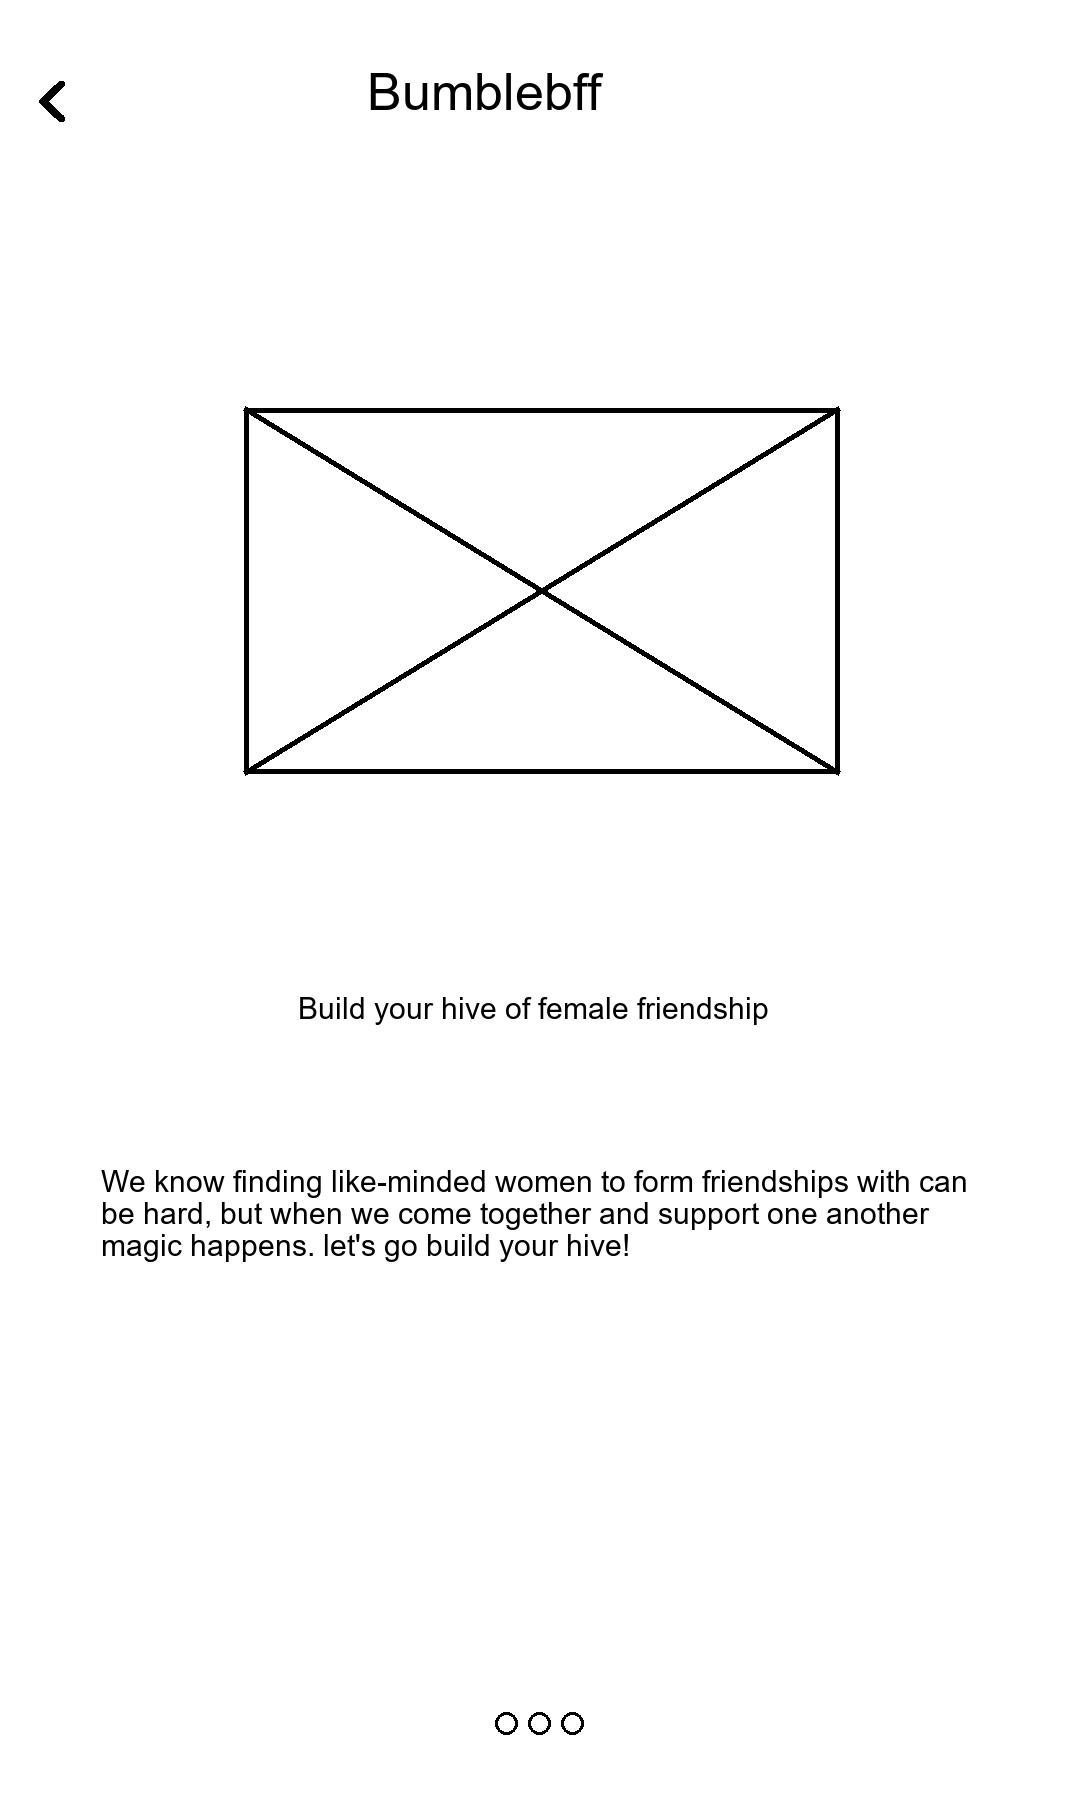 Bumblebff
Build your hive of female friendship
We know finding like-minded women to form friendships with can
be hard, but when we come together and support one another
magic happens. let's go build your hive!